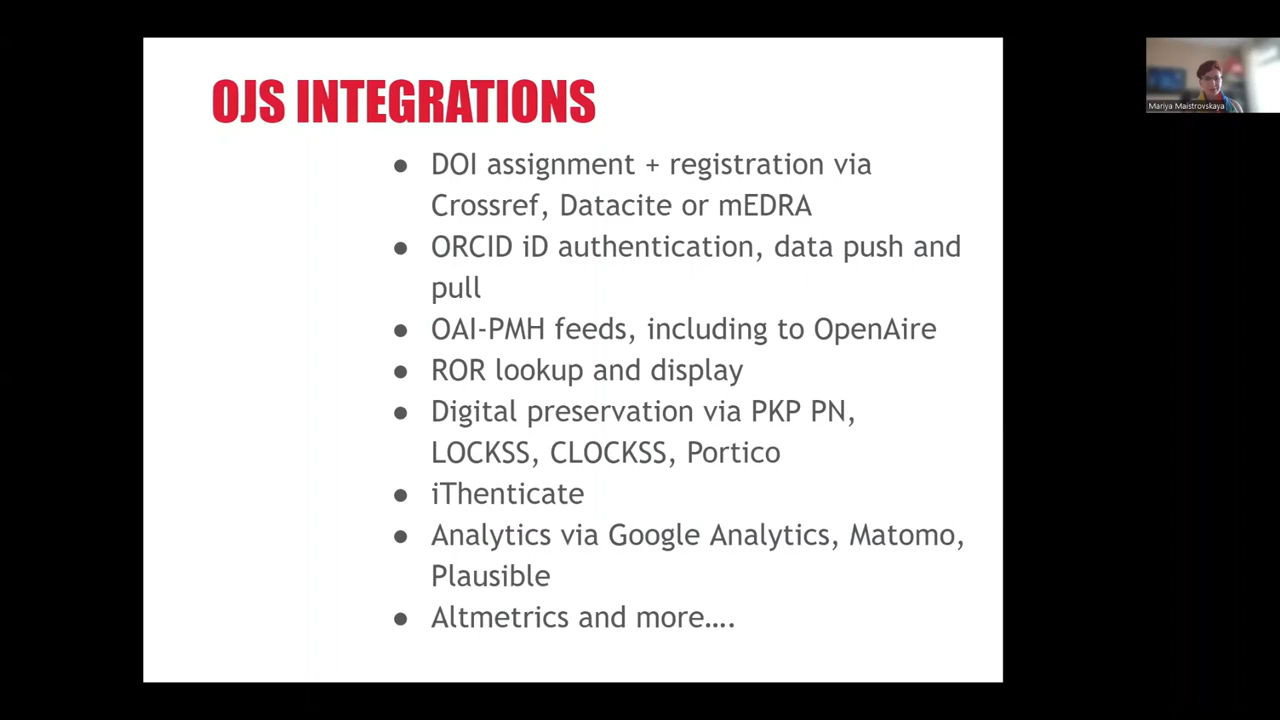 OJS INTEGRATIONS
● DOI assignment + registration via
Crossref, Datacite or mEDRA
● ORCID iD authentication, data push and
pull
● OAI-PMH feeds, including to OpenAire
● ROR lookup and display
● Digital preservation via PKP PN,
LOCKSS, CLOCKSS, Portico
● iThenticate
● Analytics via Google Analytics, Matomo,
Plausible
● Altmetrics and more….
Mariya Maistrovskaya